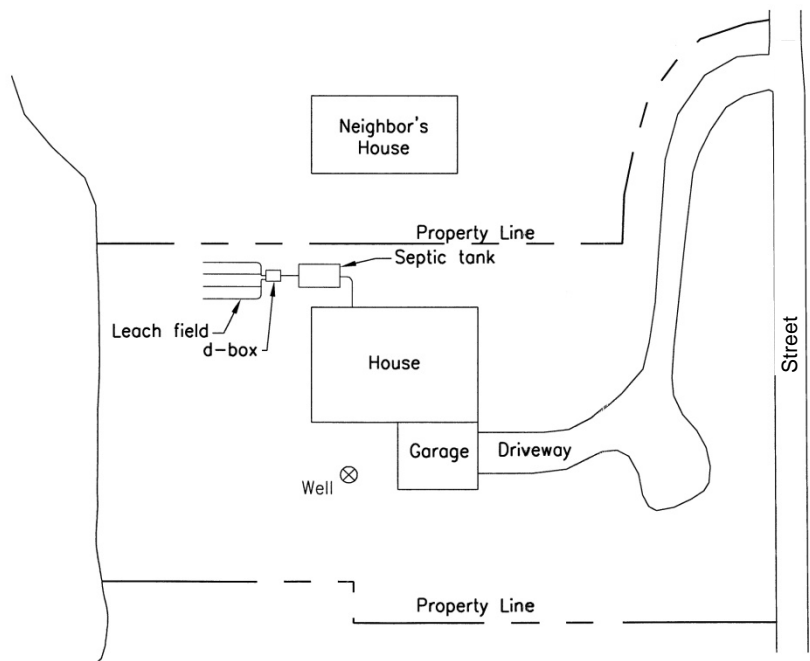 Neighbor's
House
Property Line
Septic tank
Leach field
d-box
House
Street
Garage
Driveway
Well
Property Line